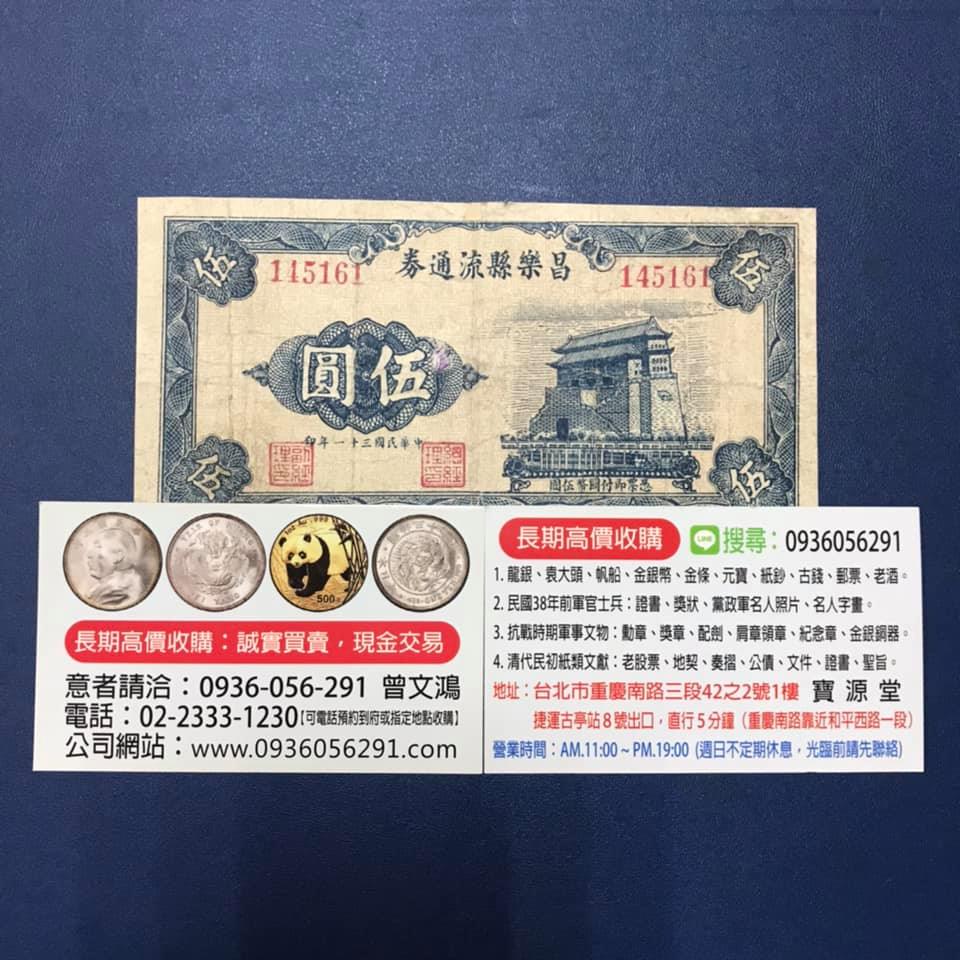 昌樂縣流通券
145161
145161
伍
伍
伍圓
中華民國三十一年印
總經理印
副經理印
憑票即付國幣伍圓
伍
伍
500元
長期高價收購：誠實買賣，現金交易
意者請洽：0936-056-291 曾文鴻
電話：02-2333-1230【可電話預約到府或指定地點收購】
公司網站：www.0936056291.com
長期高價收購 LINE 搜尋：0936056291
1. 龍銀、袁大頭、帆船、金銀幣、金條、元寶、紙鈔、古錢、郵票、老酒。
2. 民國38年前軍官士兵：證書、獎狀、黨政軍名人照片、名人字畫。
3. 抗戰時期軍事文物：勳章、獎章、配劍、肩章領章、紀念章、金銀銅器。
4. 清代民初紙類文獻：老股票、地契、奏摺、公債、文件、證書、聖旨。
地址：台北市重慶南路三段42之2號1樓 寶源堂
捷運古亭站8號出口，直行5分鐘（重慶南路靠近和平西路一段）
營業時間：AM.11:00～PM.19:00 (週日不定期休息，光臨前請先聯絡)